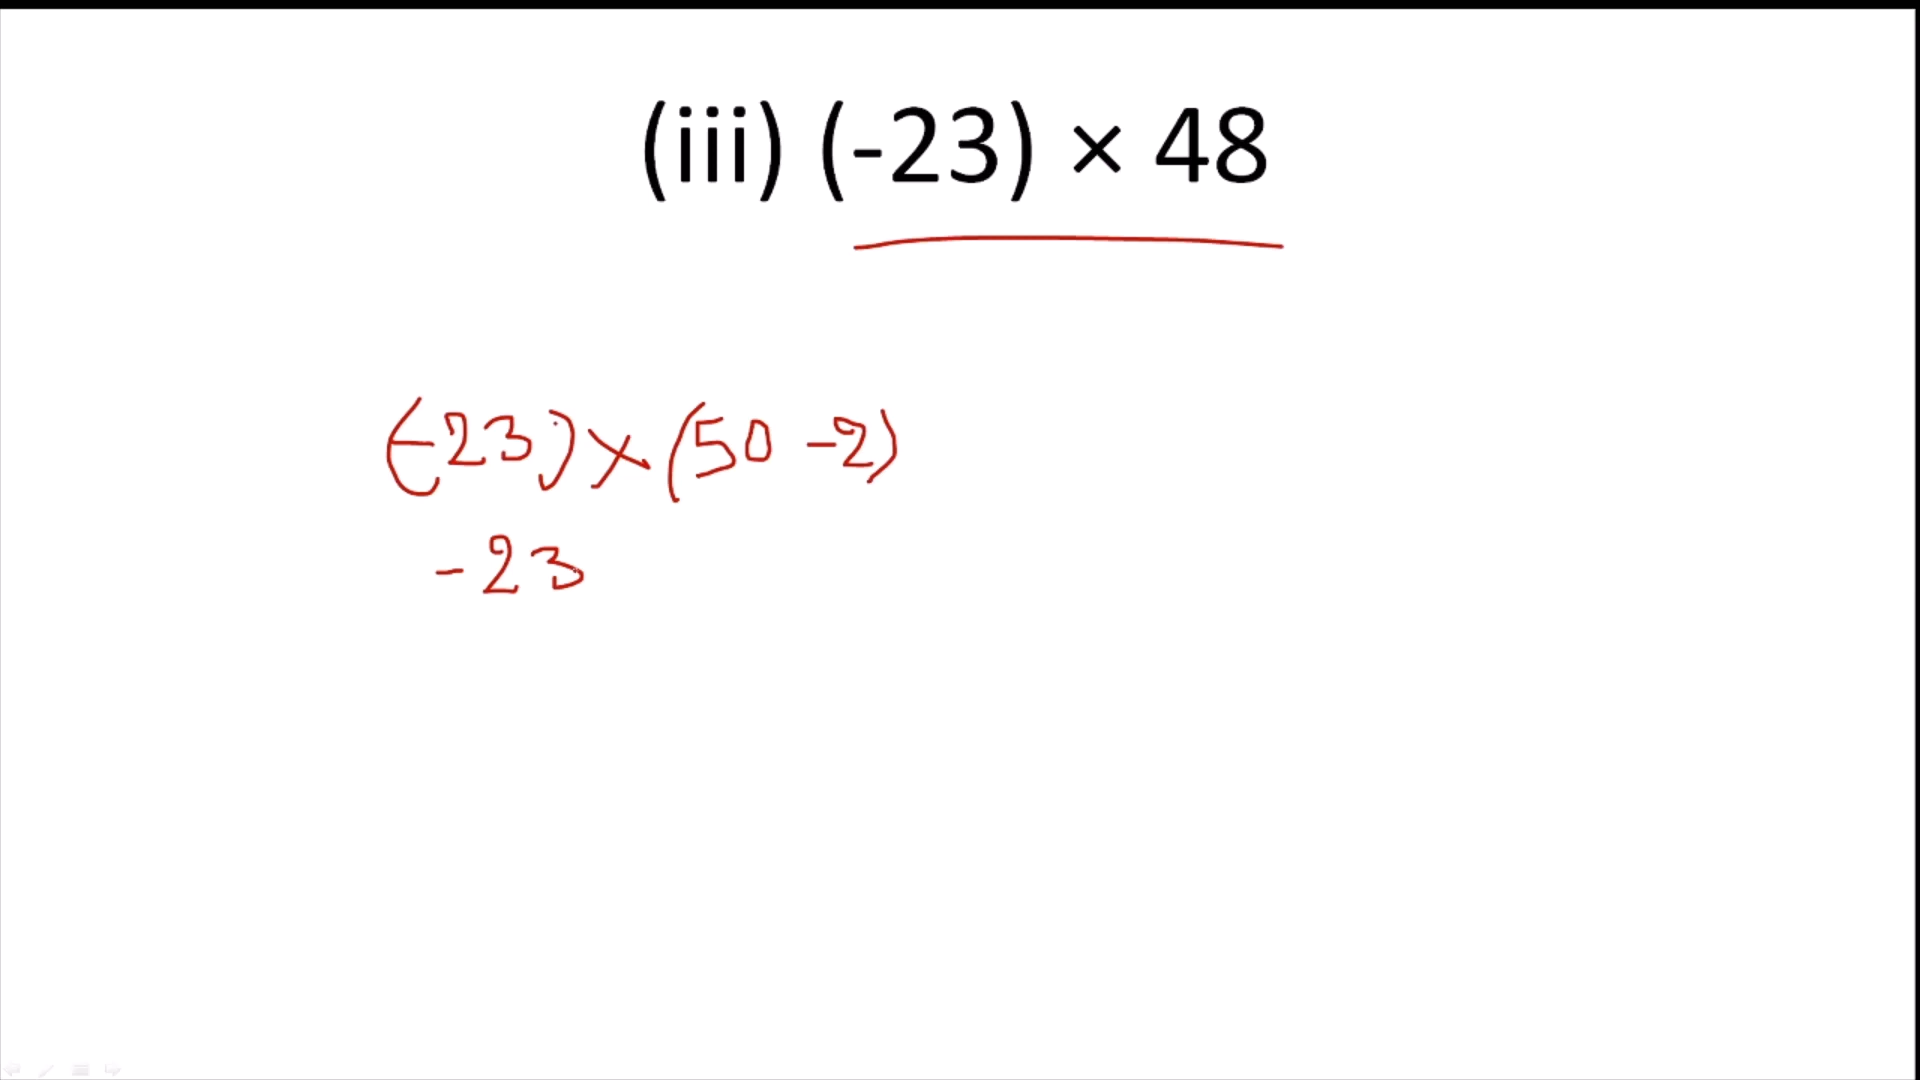 (iii) (-23) × 48
(-23) × (50 -2)
-23